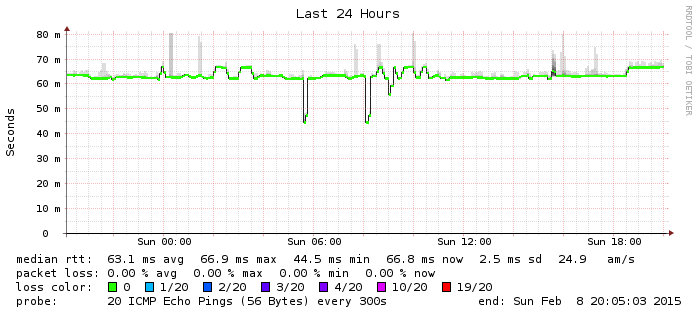 Last 24 Hours
RRDTOOL / TOBI OETIKER
Seconds
80 m
70 m
60 m
50 m
40 m
30 m
20 m
10 m
0
Sun 00:00 Sun 06:00 Sun 12:00 Sun 18:00
median rtt: 63.1 ms avg 66.9 ms max 44.5 ms min 66.8 ms now 2.5 ms sd 24.9 am/s
packet loss: 0.00 % avg 0.00 % max 0.00 % min 0.00 % now
loss color: 0 1/20 2/20 3/20 4/20 10/20 19/20
probe: 20 ICMP Echo Pings (56 Bytes) every 300s end: Sun Feb 8 20:05:03 2015